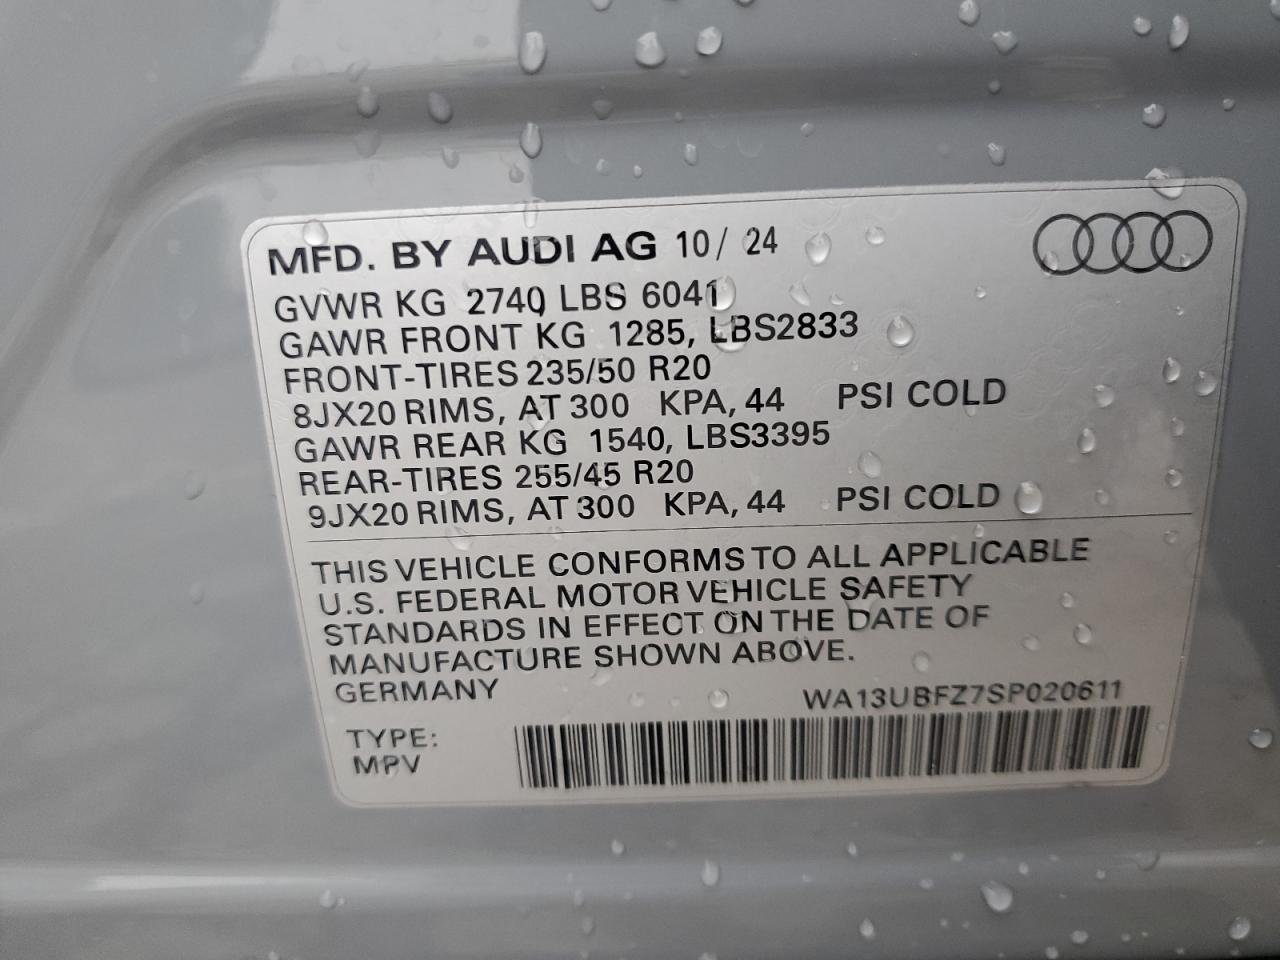 MFD. BY AUDI AG 10/ 24
GVWR KG 2740 LBS 6041
GAWR FRONT KG 1285, LBS2833
FRONT-TIRES 235/50 R20
8JX20 RIMS, AT 300 KPA, 44 PSI COLD
GAWR REAR KG 1540, LBS3395
REAR-TIRES 255/45 R20
9JX20 RIMS, AT 300 KPA, 44 PSI COLD
THIS VEHICLE CONFORMS TO ALL APPLICABLE
U.S. FEDERAL MOTOR VEHICLE SAFETY
STANDARDS IN EFFECT ON THE DATE OF
MANUFACTURE SHOWN ABOVE.
GERMANY WA13UBFZ7SP020611
TYPE:
MPV